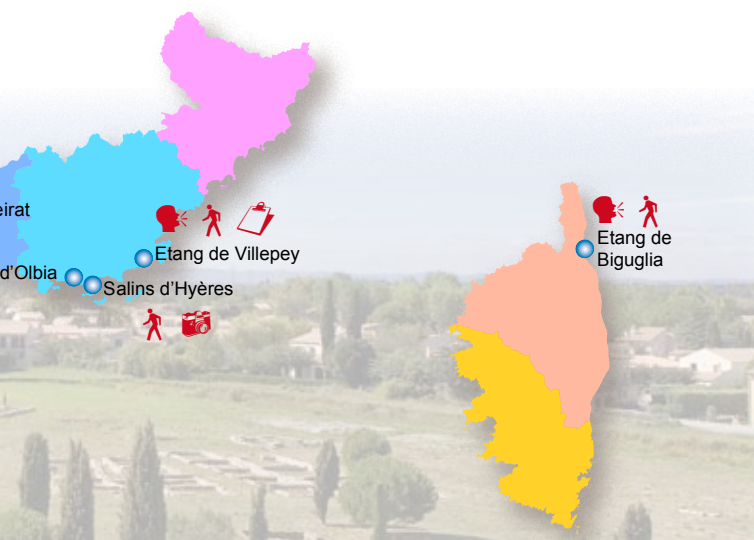 eirat
Etang de Villepey
d’Olbia
Salins d’Hyères
Etang de
Biguglia